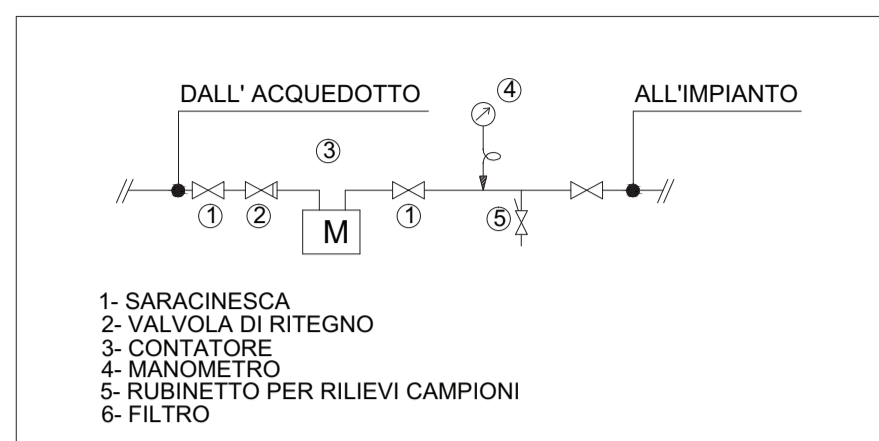 DALL' ACQUEDOTTO
ALL'IMPIANTO
4
3
1
2
M
1
5
1- SARACINESCA
2- VALVOLA DI RITEGNO
3- CONTATORE
4- MANOMETRO
5- RUBINETTO PER RILIEVI CAMPIONI
6- FILTRO